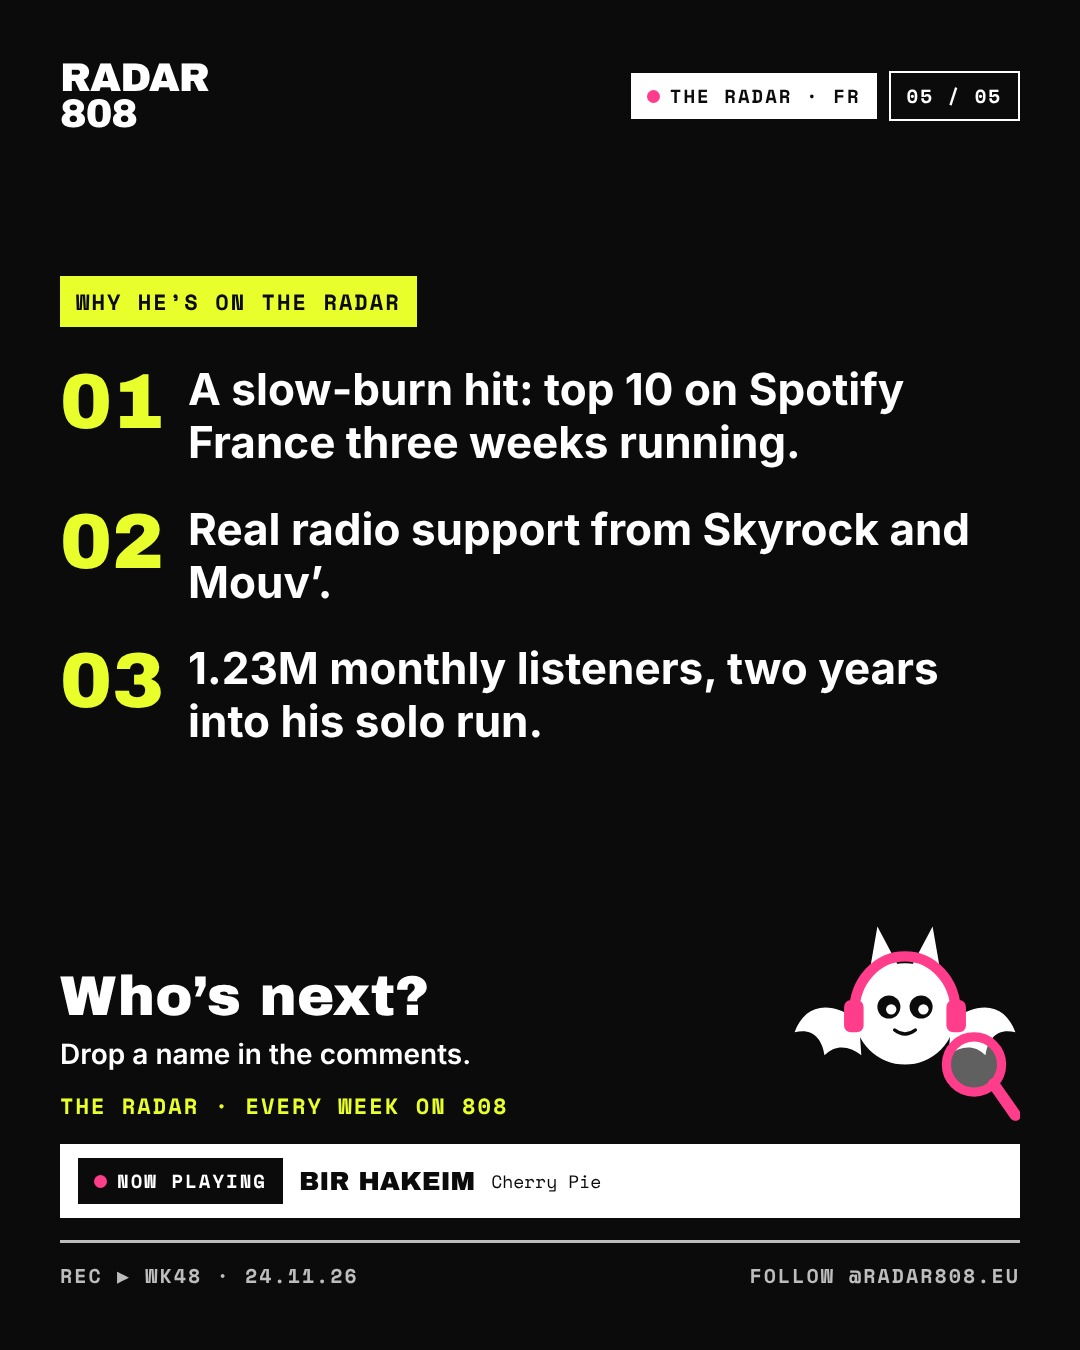 RADAR
808
THE RADAR · FR
05 / 05
WHY HE’S ON THE RADAR
01 A slow-burn hit: top 10 on Spotify
France three weeks running.
02 Real radio support from Skyrock and
Mouv’.
03 1.23M monthly listeners, two years
into his solo run.
Who’s next?
Drop a name in the comments.
THE RADAR · EVERY WEEK ON 808
NOW PLAYING BIR HAKEIM Cherry Pie
REC ▶ WK48 · 24.11.26
FOLLOW @RADAR808.EU